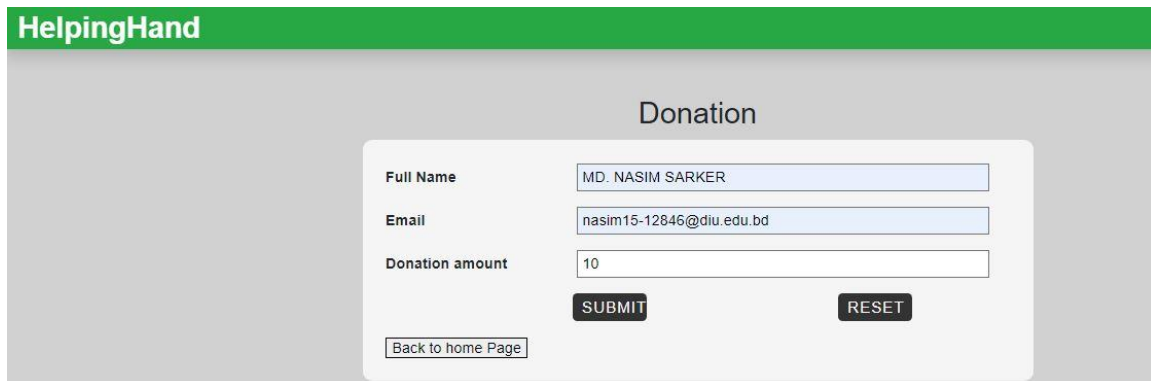 HelpingHand
Donation
Full Name MD. NASIM SARKER
Email nasim15-12846@diu.edu.bd
Donation amount 10
SUBMIT RESET
Back to home Page